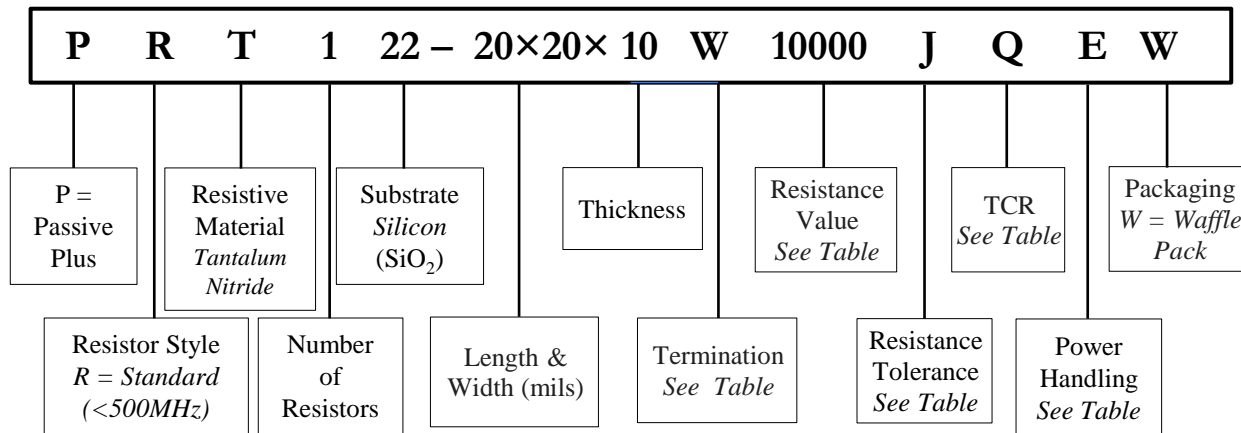 P R T 1 22 – 20×20× 10 W 10000 J Q E W
P =
Passive
Plus
Resistive
Material
Tantalum
Nitride
Substrate
Silicon
(SiO₂)
Thickness
Resistance
Value
See Table
TCR
See Table
Packaging
W = Waffle
Pack
Resistor Style
R = Standard
(<500MHz)
Number
of
Resistors
Length &
Width (mils)
Termination
See Table
Resistance
Tolerance
See Table
Power
Handling
See Table